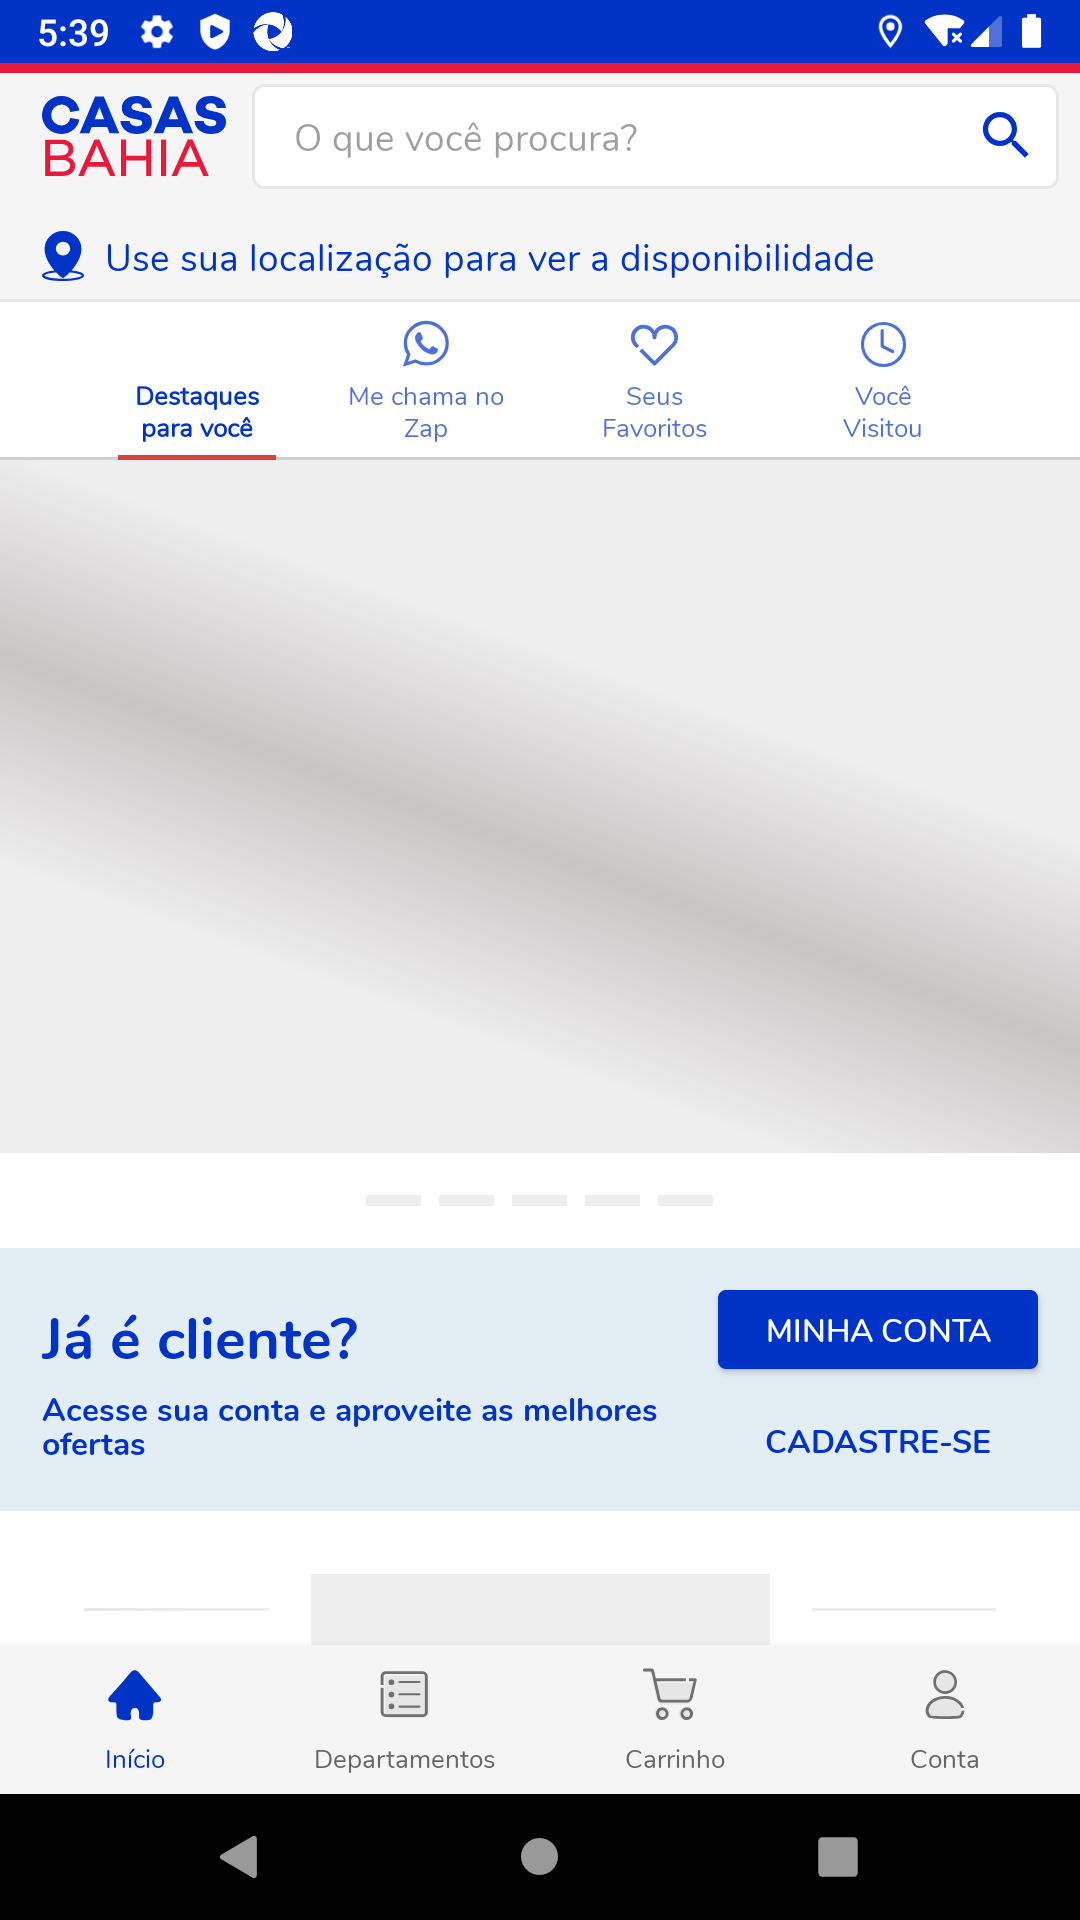 5:39
CASAS
BAHIA
O que você procura?
Use sua localização para ver a disponibilidade
Destaques
para você
Me chama no
Zap
Seus
Favoritos
Você
Visitou
Já é cliente?
MINHA CONTA
Acesse sua conta e aproveite as melhores
ofertas
CADASTRE-SE
Início
Departamentos
Carrinho
Conta